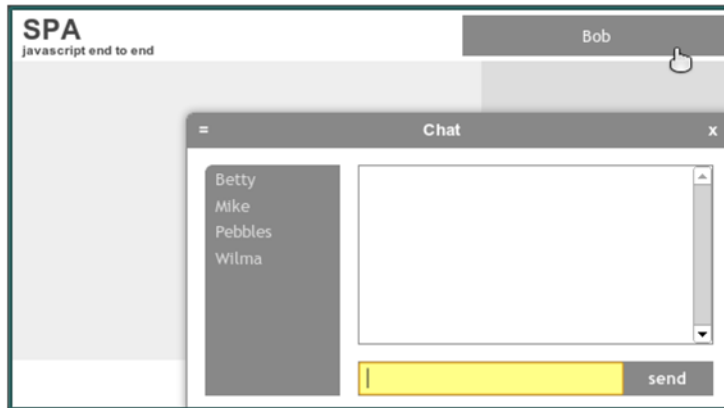 SPA
javascript end to end
Bob
= Chat x
Betty
Mike
Pebbles
Wilma
send